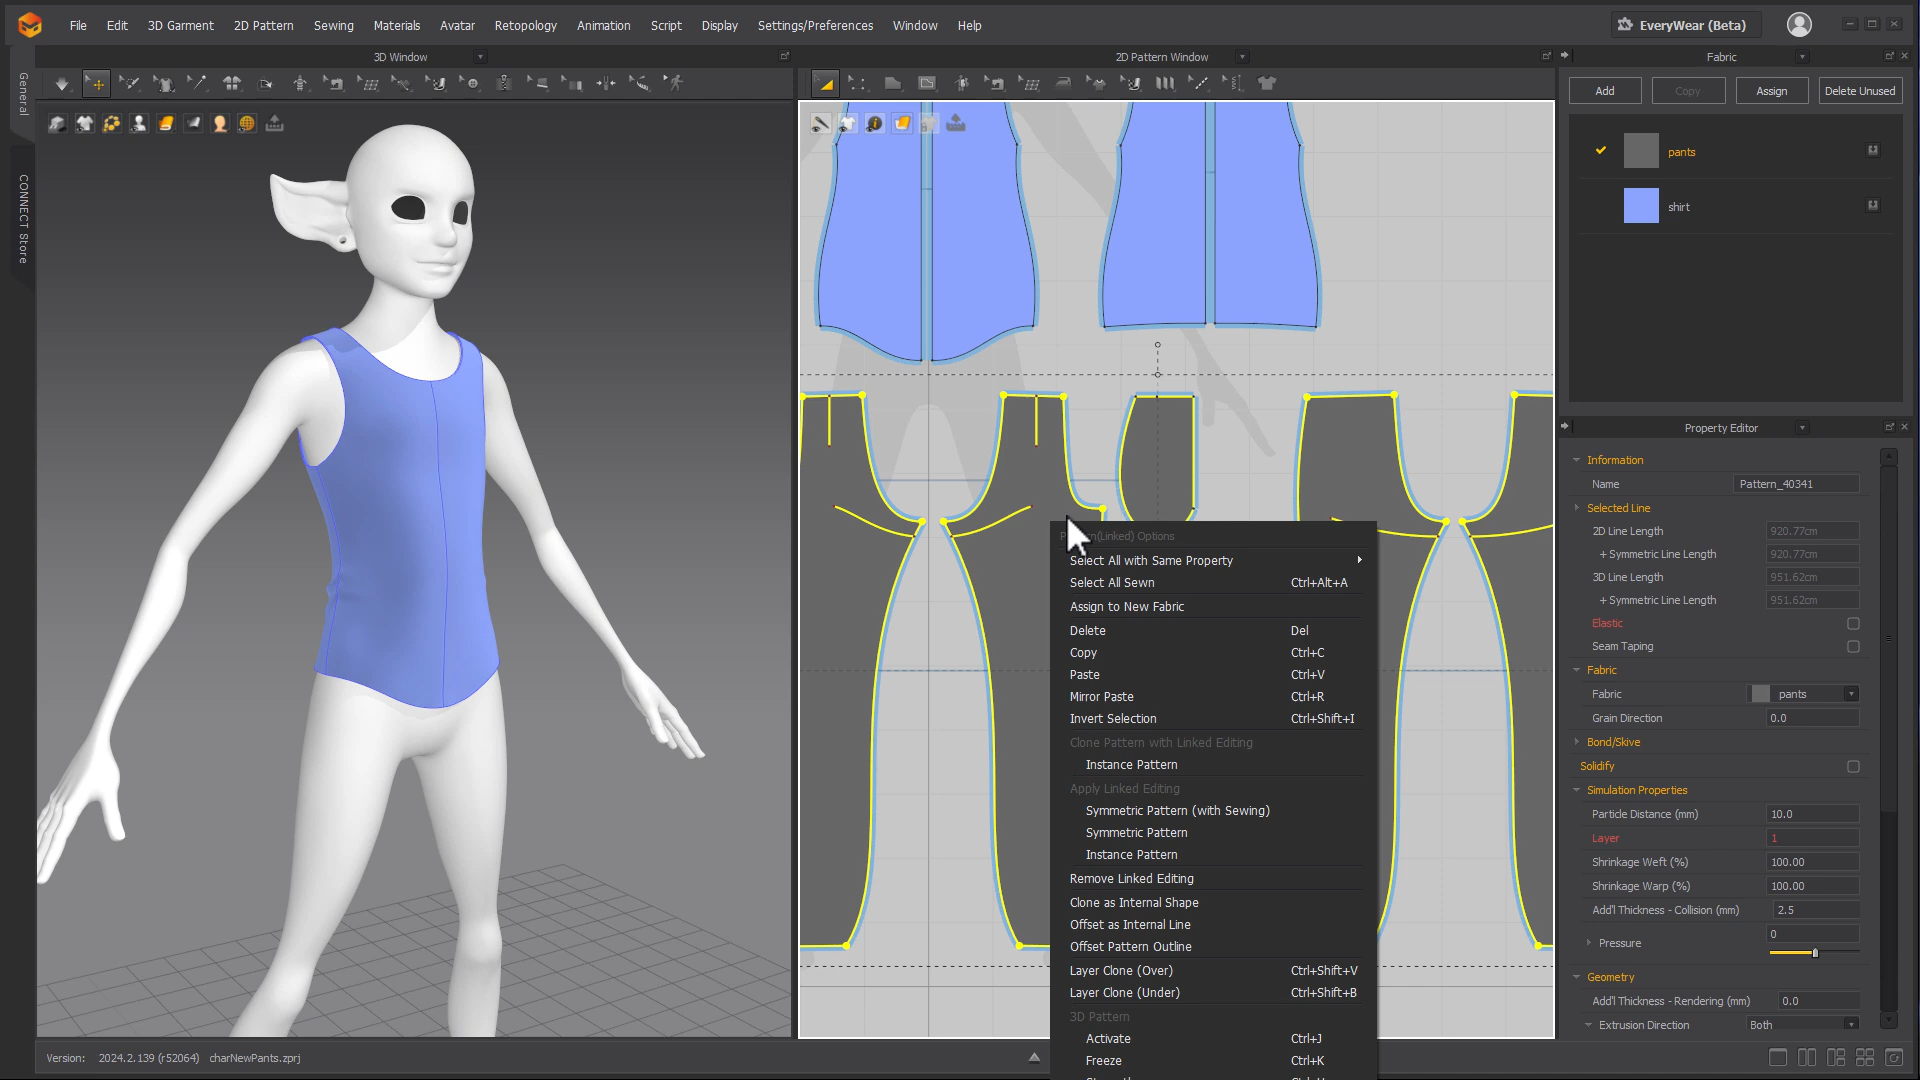 File Edit 3D Garment 2D Pattern Sewing Materials Avatar Retopology Animation Script Display Settings/Preferences Window Help
EveryWear (Beta)
3D Window
2D Pattern Window
Fabric
General
CONNECT Store
Add Copy Assign Delete Unused
pants
shirt
Property Editor
Information
Name Pattern_40341
Selected Line
2D Line Length 920.77cm
+ Symmetric Line Length 920.77cm
3D Line Length 951.62cm
+ Symmetric Line Length 951.62cm
Elastic
Seam Taping
Fabric
Fabric pants
Grain Direction 0.0
Bond/Skive
Solidify
Simulation Properties
Particle Distance (mm) 10.0
Layer 1
Shrinkage Weft (%) 100.00
Shrinkage Warp (%) 100.00
Add'l Thickness - Collision (mm) 2.5
Pressure 0
Geometry
Add'l Thickness - Rendering (mm) 0.0
Extrusion Direction Both
(Linked) Options
Select All with Same Property
Select All Sewn Ctrl+Alt+A
Assign to New Fabric
Delete Del
Copy Ctrl+C
Paste Ctrl+V
Mirror Paste Ctrl+R
Invert Selection Ctrl+Shift+I
Clone Pattern with Linked Editing
Instance Pattern
Apply Linked Editing
Symmetric Pattern (with Sewing)
Symmetric Pattern
Instance Pattern
Remove Linked Editing
Clone as Internal Shape
Offset as Internal Line
Offset Pattern Outline
Layer Clone (Over) Ctrl+Shift+V
Layer Clone (Under) Ctrl+Shift+B
3D Pattern
Activate Ctrl+J
Freeze Ctrl+K
Version: 2024.2.139 (r52064) charNewPants.zprj